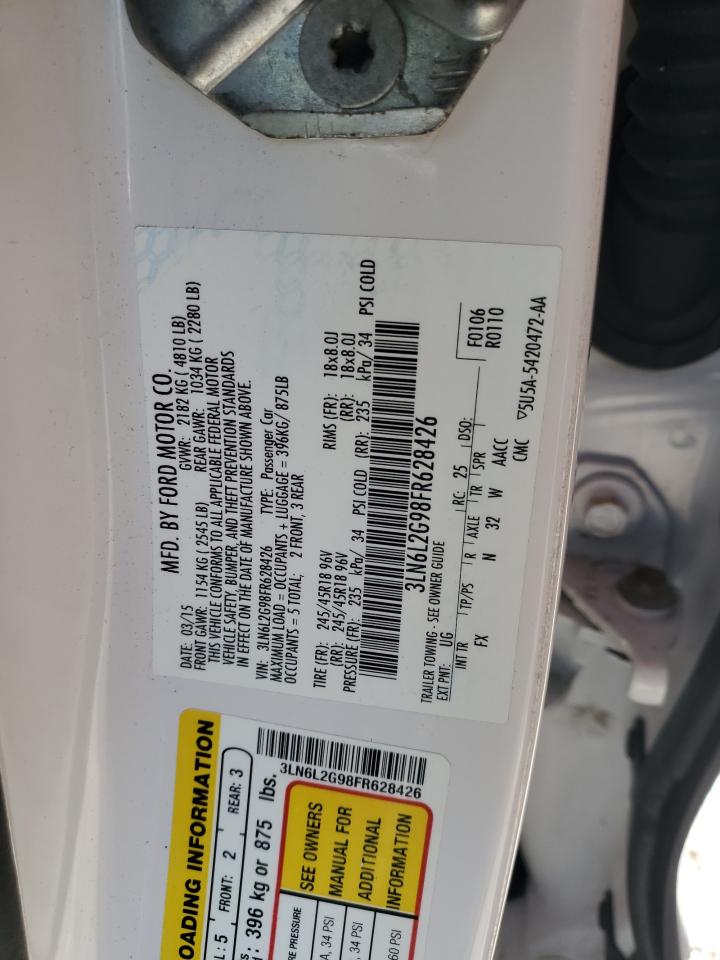 MFD. BY FORD MOTOR CO.
DATE: 03/15 GVWR: 2182 KG ( 4810 LB)
FRONT GAWR: 1154 KG ( 2545 LB) REAR GAWR: 1034 KG ( 2280 LB)
THIS VEHICLE CONFORMS TO ALL APPLICABLE FEDERAL MOTOR
VEHICLE SAFETY, BUMPER, AND THEFT PREVENTION STANDARDS
IN EFFECT ON THE DATE OF MANUFACTURE SHOWN ABOVE.
VIN: 3LN6L2G98FR628426 TYPE: Passenger Car
MAXIMUM LOAD = OCCUPANTS + LUGGAGE = 396KG/ 875LB
OCCUPANTS = 5 TOTAL; 2 FRONT, 3 REAR
TIRE (FR): 245/45R18 96V RIMS (FR): 18x8.0J
(RR): 245/45R18 96V (RR): 18x8.0J
PRESSURE (FR): 235 kPa/ 34 PSI COLD (RR): 235 kPa/ 34 PSI COLD
3LN6L2G98FR628426
TRAILER TOWING - SEE OWNER GUIDE
EXT PNT: UG RC: 25 DSO: F0106
R0110
INT TR TP/PS R AXLE TR SPR
FX N 32 W AACC
CMC ▽5U5A-5420472-AA
OADING INFORMATION
L: 5 FRONT: 2 REAR: 3
396 kg or 875 lbs.
3LN6L2G98FR628426
RE PRESSURE
A, 34 PSI
A, 34 PSI
60 PSI
SEE OWNERS
MANUAL FOR
ADDITIONAL
INFORMATION